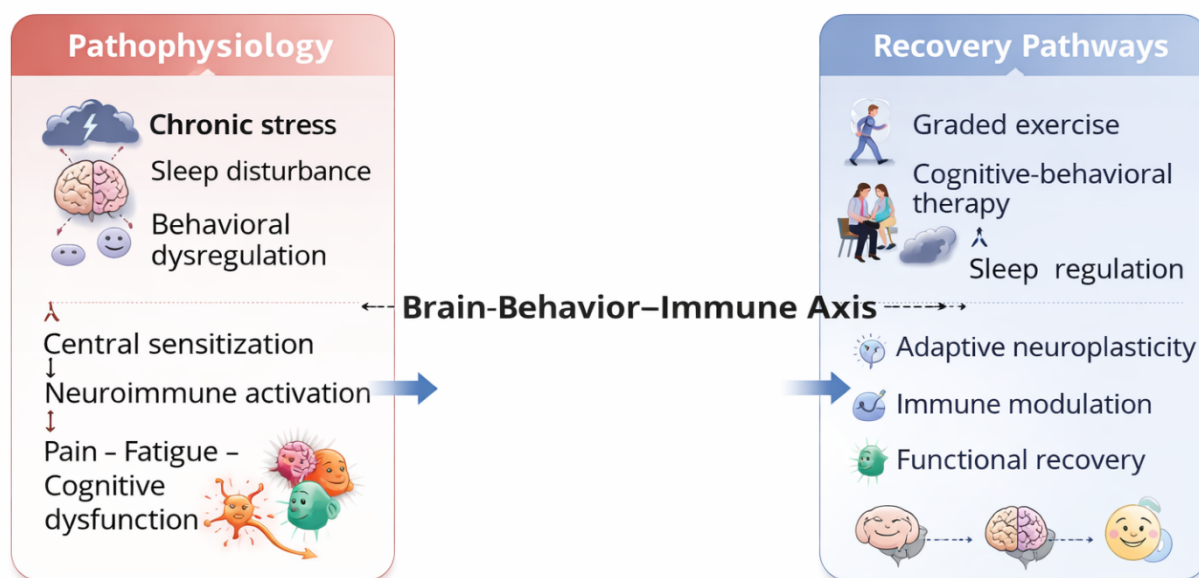 Pathophysiology
Chronic stress
Sleep disturbance
Behavioral
dysregulation
Central sensitization
Neuroimmune activation
Pain – Fatigue –
Cognitive
dysfunction
Brain-Behavior–Immune Axis
Recovery Pathways
Graded exercise
Cognitive-behavioral
therapy
Sleep regulation
Adaptive neuroplasticity
Immune modulation
Functional recovery